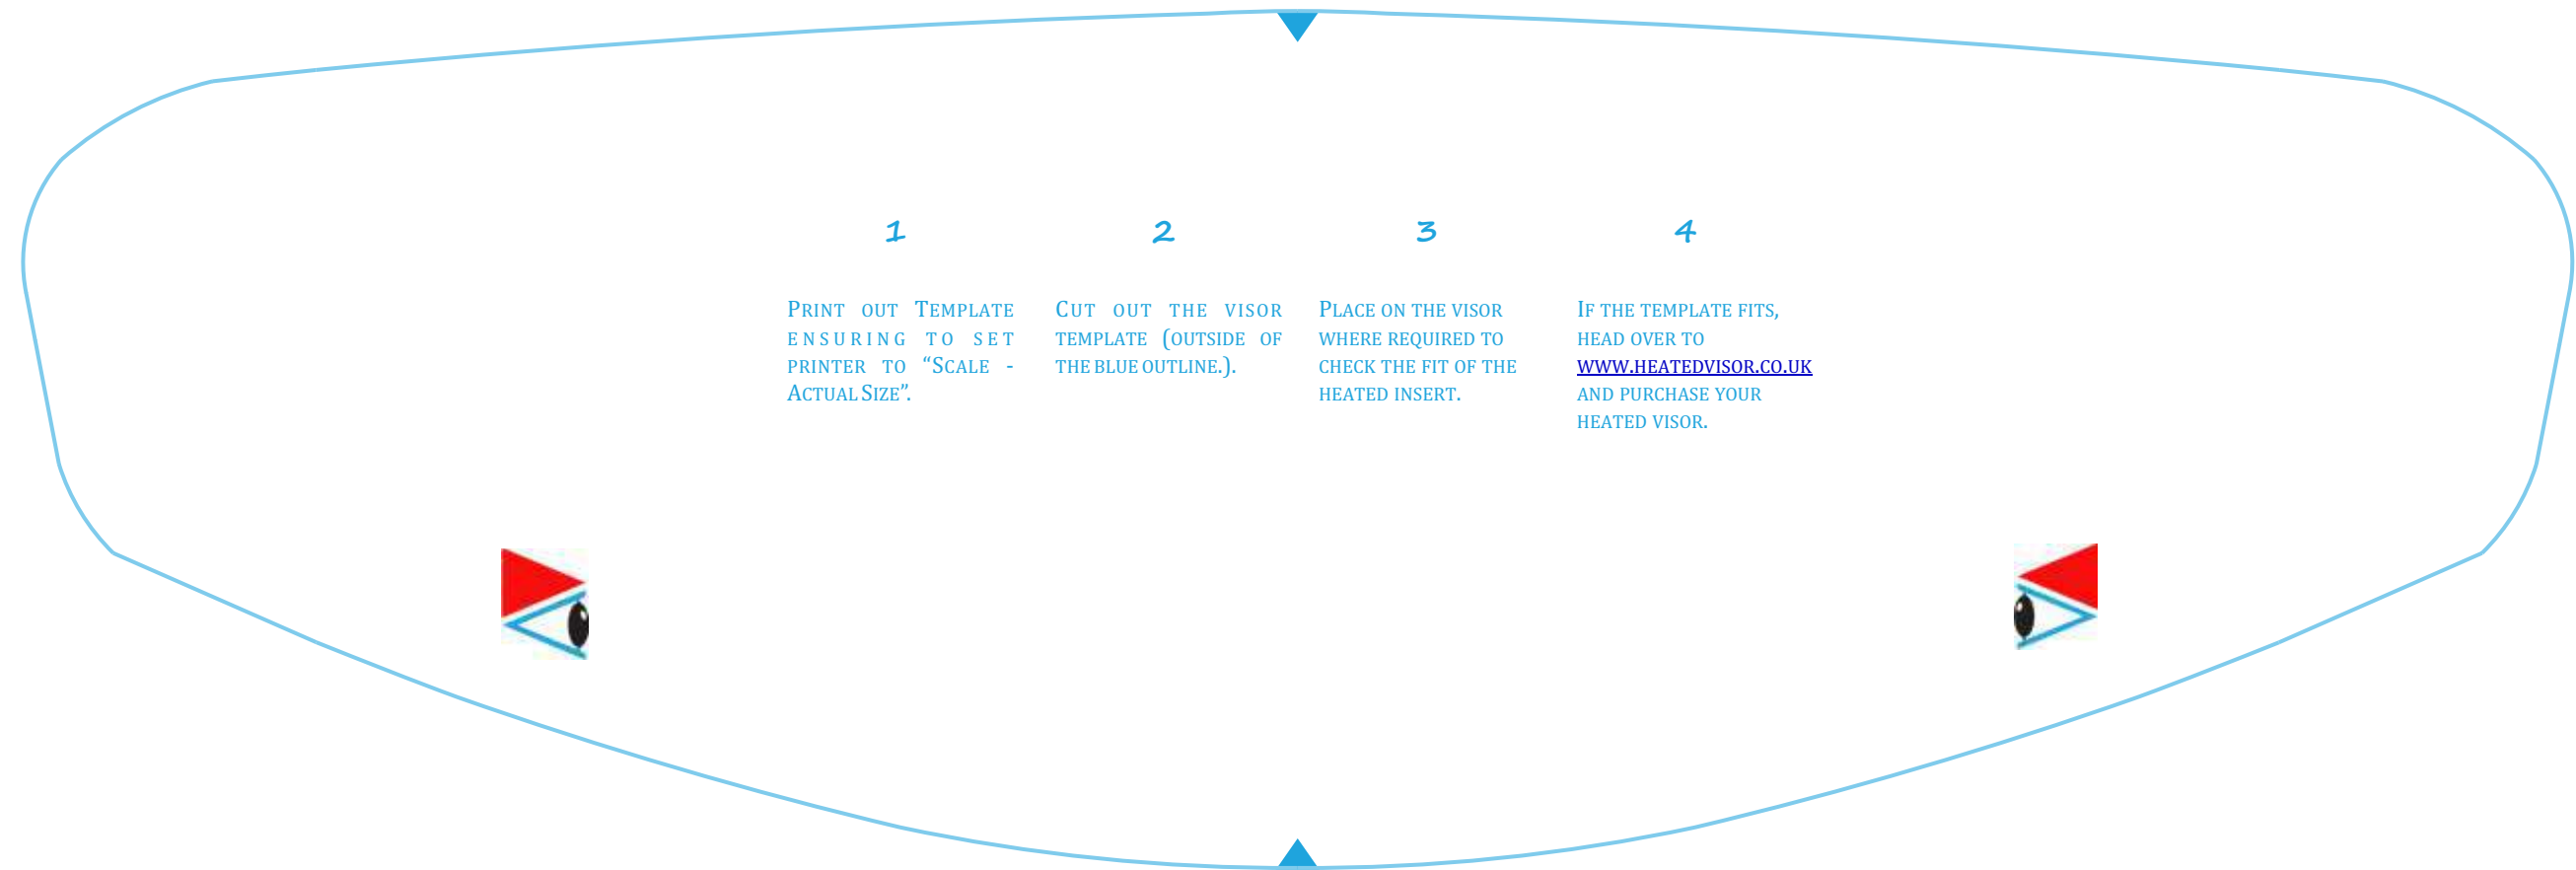 1
PRINT OUT TEMPLATE
ENSURING TO SET
PRINTER TO “SCALE -
ACTUAL SIZE”.
2
CUT OUT THE VISOR
TEMPLATE (OUTSIDE OF
THE BLUE OUTLINE.).
3
PLACE ON THE VISOR
WHERE REQUIRED TO
CHECK THE FIT OF THE
HEATED INSERT.
4
IF THE TEMPLATE FITS,
HEAD OVER TO
WWW.HEATEDVISOR.CO.UK
AND PURCHASE YOUR
HEATED VISOR.